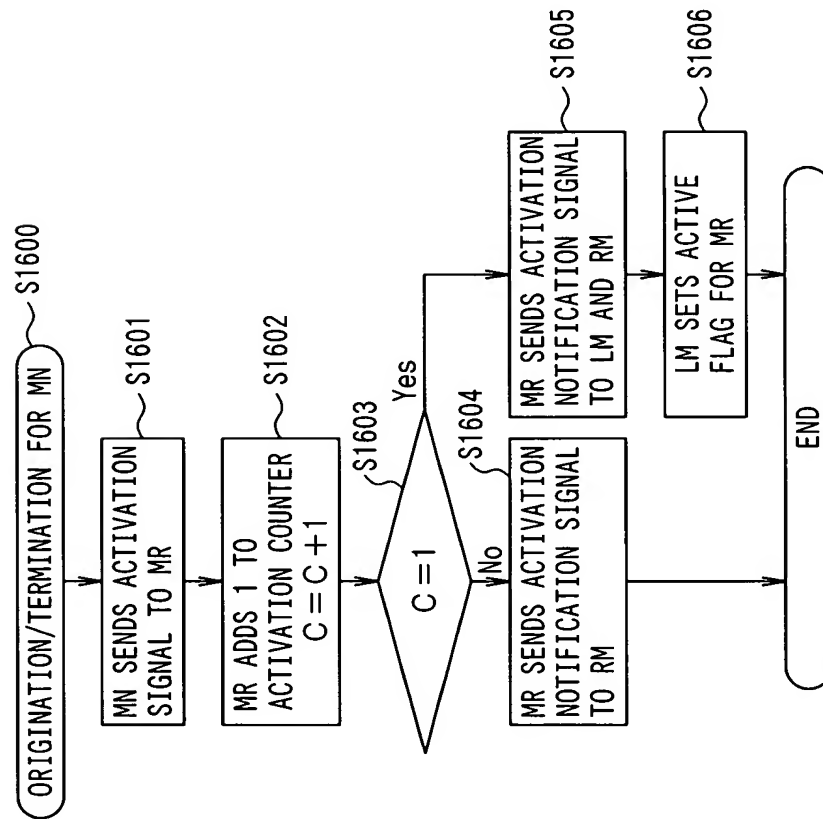 ORIGINATION/TERMINATION FOR MN
S1600
MN SENDS ACTIVATION
SIGNAL TO MR
S1601
MR ADDS 1 TO
ACTIVATION COUNTER
C=C+1
S1602
C=1
S1603
Yes
No
S1604
MR SENDS ACTIVATION
NOTIFICATION SIGNAL
TO RM
MR SENDS ACTIVATION
NOTIFICATION SIGNAL
TO LM AND RM
S1605
LM SETS ACTIVE
FLAG FOR MR
S1606
END